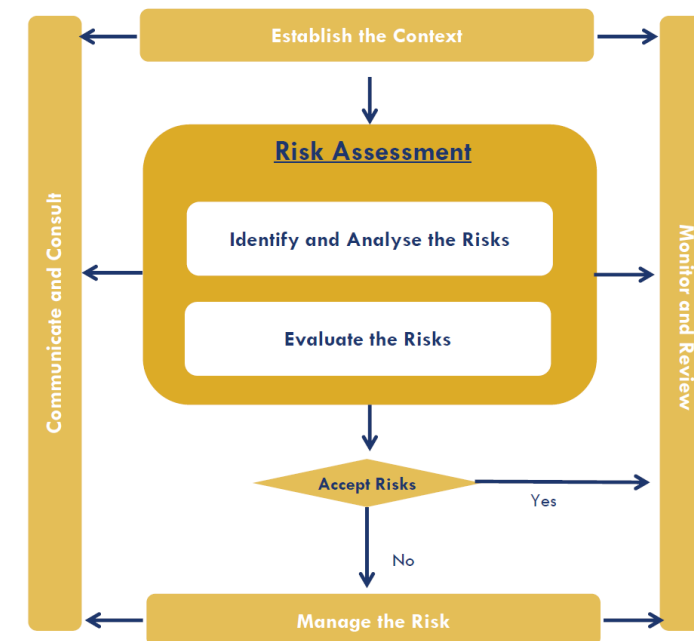 Establish the Context
Risk Assessment
Identify and Analyse the Risks
Evaluate the Risks
Communicate and Consult
Monitor and Review
Accept Risks
Yes
No
Manage the Risk